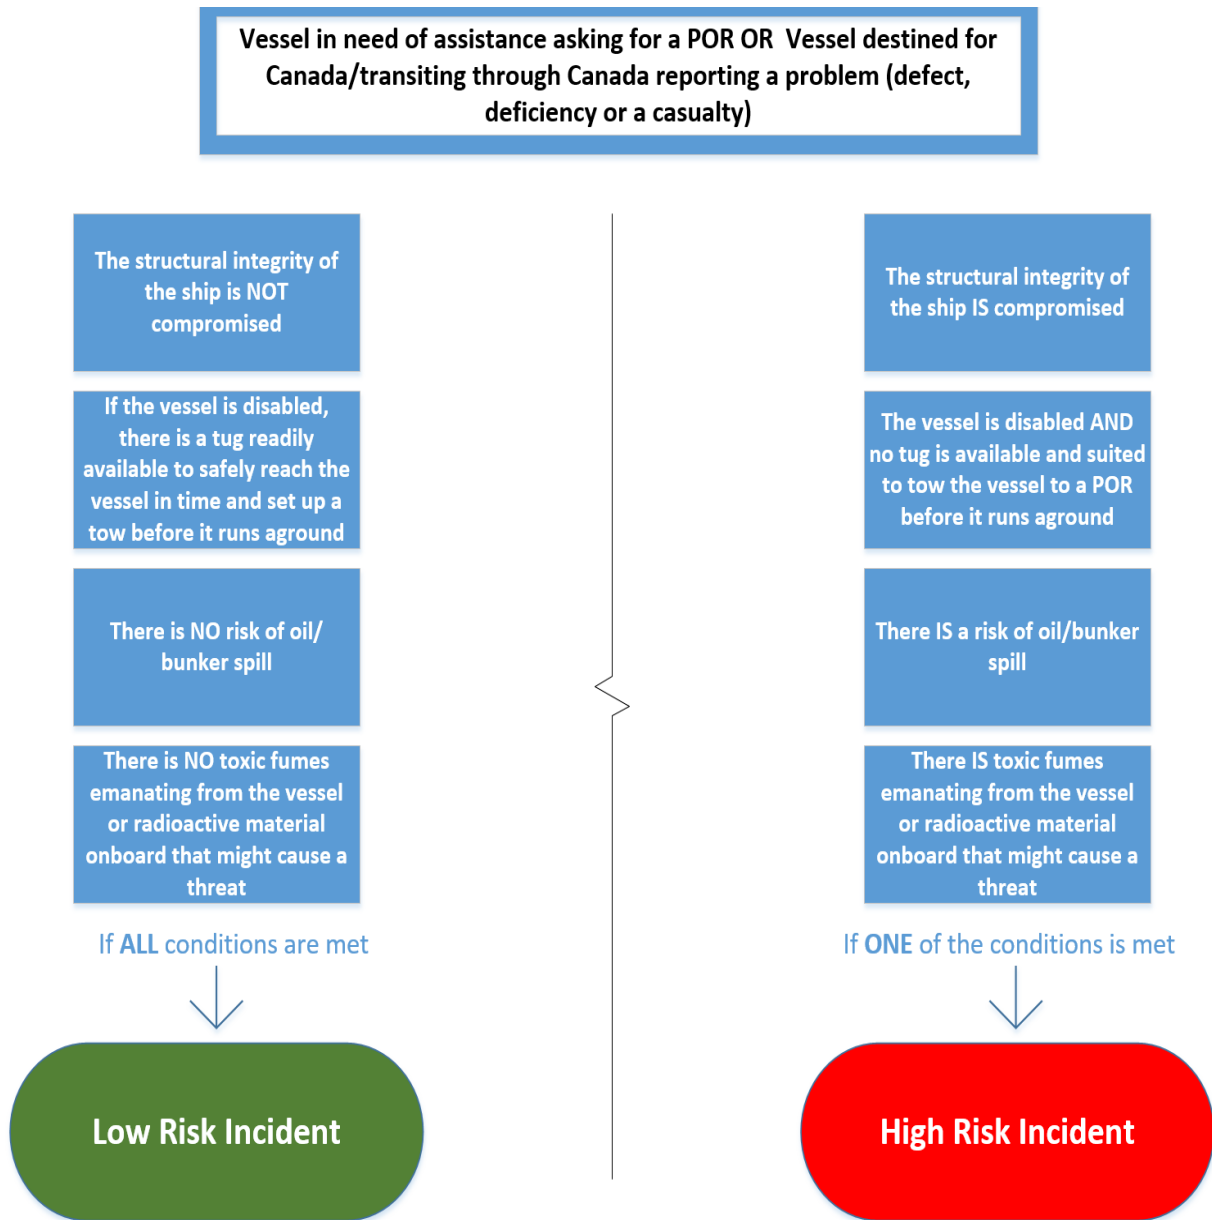 Vessel in need of assistance asking for a POR OR  Vessel destined for
Canada/transiting through Canada reporting a problem (defect,
deficiency or a casualty)
The structural integrity of
the ship is NOT
compromised
If the vessel is disabled,
there is a tug readily
available to safely reach the
vessel in time and set up a
tow before it runs aground
There is NO risk of oil/
bunker spill
There is NO toxic fumes
emanating from the vessel
or radioactive material
onboard that might cause a
threat
If ALL conditions are met
Low Risk Incident
The structural integrity of
the ship IS compromised
The vessel is disabled AND
no tug is available and suited
to tow the vessel to a POR
before it runs aground
There IS a risk of oil/bunker
spill
There IS toxic fumes
emanating from the vessel
or radioactive material
onboard that might cause a
threat
If ONE of the conditions is met
High Risk Incident